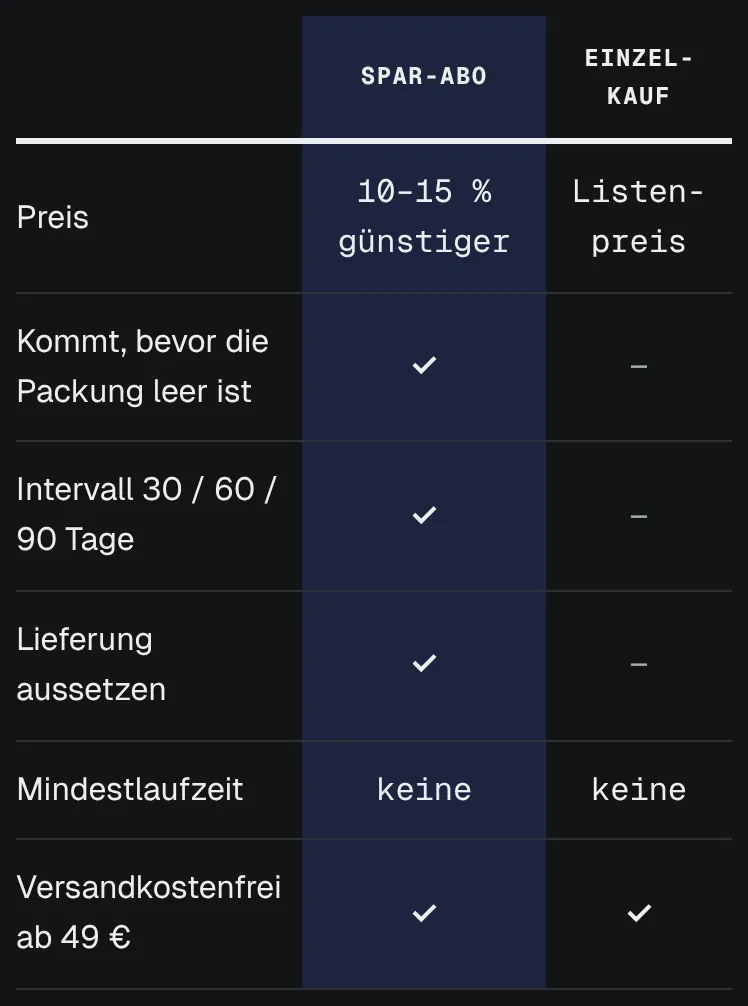 SPAR-ABO
EINZEL-
KAUF
Preis
10–15 %
günstiger
Listen-
preis
Kommt, bevor die
Packung leer ist
✓
–
Intervall 30 / 60 /
90 Tage
✓
–
Lieferung
aussetzen
✓
–
Mindestlaufzeit
keine
keine
Versandkostenfrei
ab 49 €
✓
✓